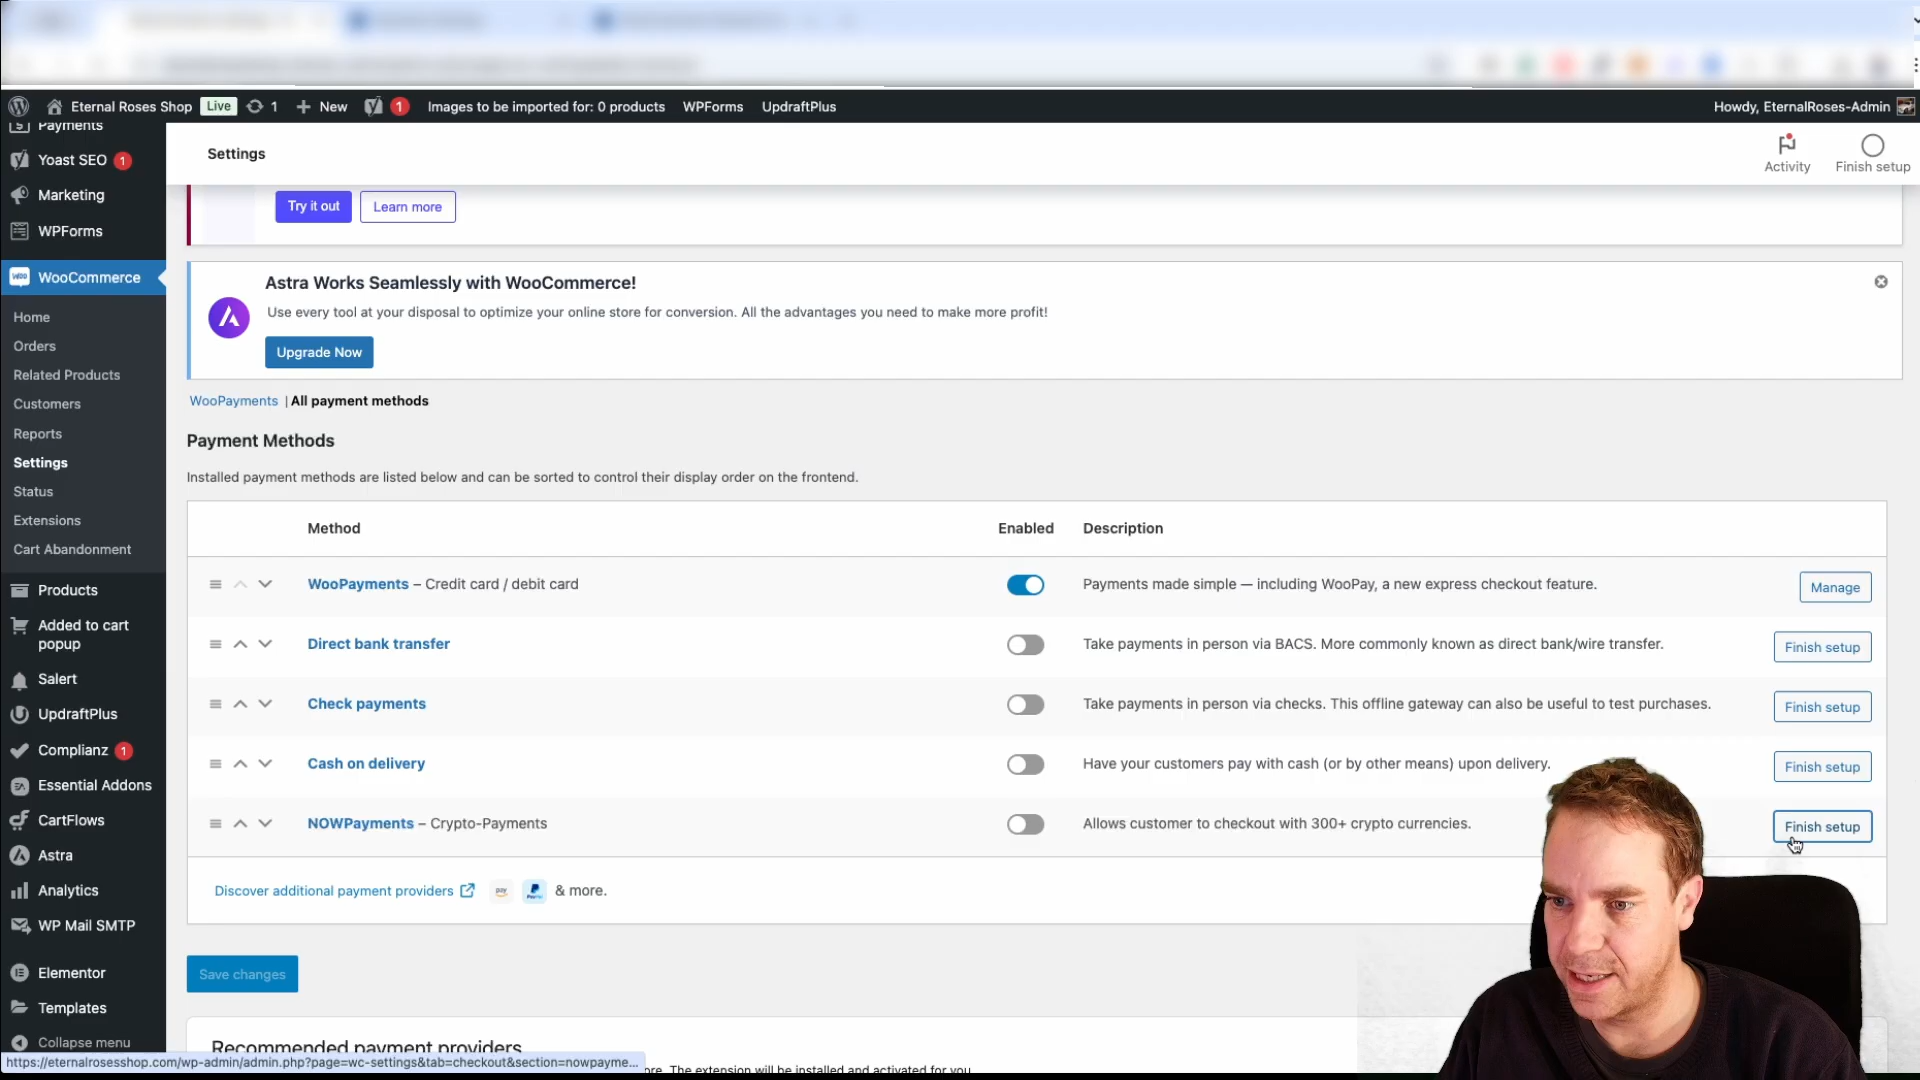 Eternal Roses Shop Live 1 New 1 Images to be imported for: 0 products WPForms UpdraftPlus Howdy, EternalRoses-Admin
Payments
Yoast SEO 1
Marketing
WPForms
WooCommerce
Home
Orders
Related Products
Customers
Reports
Settings
Status
Extensions
Cart Abandonment
Products
Added to cart
popup
Salert
UpdraftPlus
Complianz 1
Essential Addons
CartFlows
Astra
Analytics
WP Mail SMTP
Elementor
Templates
Collapse menu
Settings
Activity
Finish setup
Try it out Learn more
Astra Works Seamlessly with WooCommerce!
Use every tool at your disposal to optimize your online store for conversion. All the advantages you need to make more profit!
Upgrade Now
WooPayments | All payment methods
Payment Methods
Installed payment methods are listed below and can be sorted to control their display order on the frontend.
Method Enabled Description
WooPayments – Credit card / debit card Payments made simple — including WooPay, a new express checkout feature. Manage
Direct bank transfer Take payments in person via BACS. More commonly known as direct bank/wire transfer. Finish setup
Check payments Take payments in person via checks. This offline gateway can also be useful to test purchases. Finish setup
Cash on delivery Have your customers pay with cash (or by other means) upon delivery. Finish setup
NOWPayments – Crypto-Payments Allows customer to checkout with 300+ crypto currencies. Finish setup
Discover additional payment providers pay PayPal & more.
Save changes
Recommended payment providers
https://eternalrosesshop.com/wp-admin/admin.php?page=wc-settings&tab=checkout&section=nowpayme...
ore. The extension will be installed and activated for you